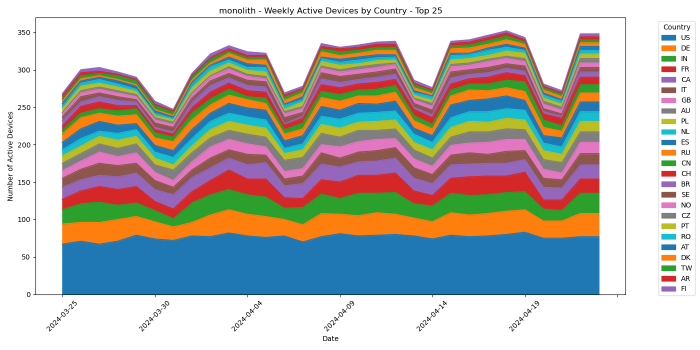 monolith - Weekly Active Devices by Country - Top 25
Number of Active Devices
350
300
250
200
150
100
50
0
2024-03-25
2024-03-30
2024-04-04
2024-04-09
2024-04-14
2024-04-19
Date
Country
US
DE
IN
FR
CA
IT
GB
AU
PL
NL
ES
RU
CN
CH
BR
SE
NO
CZ
PT
RO
AT
DK
TW
AR
FI